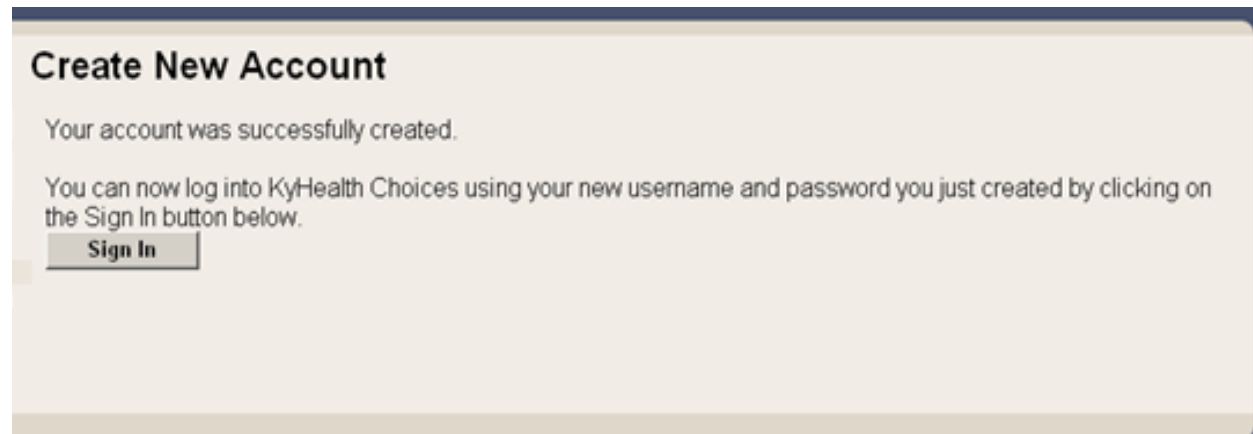 Create New Account
Your account was successfully created.
You can now log into KyHealth Choices using your new username and password you just created by clicking on
the Sign In button below.
Sign In